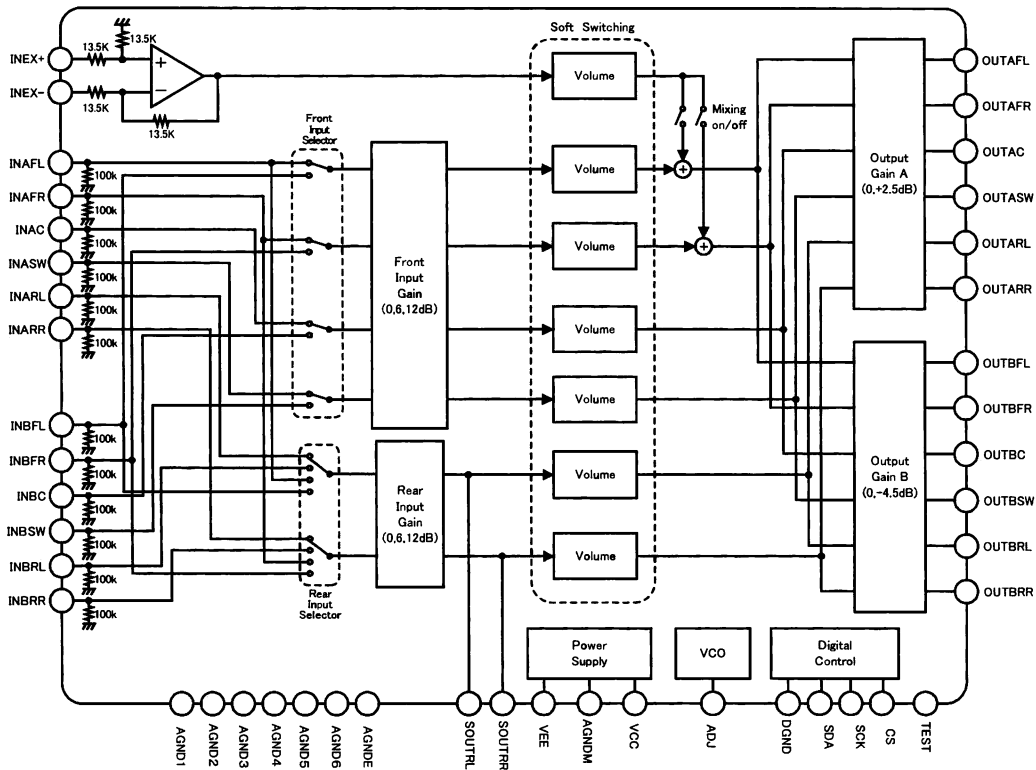 Soft Switching
13.5K
13.5K
INEX+
+
Volume
INEX-
−
13.5K
13.5K
Mixing
on/off
OUTAFL
OUTAFR
OUTAC
OUTASW
OUTARL
OUTARR
Output
Gain A
(0,+2.5dB)
Front
Input
Selector
INAFL
100k
INAFR
100k
INAC
100k
INASW
100k
INARL
100k
INARR
100k
Front
Input
Gain
(0,6,12dB)
Volume
+
Volume
+
Volume
Volume
OUTBFL
OUTBFR
OUTBC
OUTBSW
OUTBRL
OUTBRR
Output
Gain B
(0,-4.5dB)
INBFL
100k
INBFR
100k
INBC
100k
INBSW
100k
INBRL
100k
INBRR
100k
Rear
Input
Gain
(0,6,12dB)
Volume
Volume
Rear
Input
Selector
Power
Supply
VCO
Digital
Control
AGND1
AGND2
AGND3
AGND4
AGND5
AGND6
AGNDE
SOUTRL
SOUTRR
VEE
AGNDM
VCC
ADJ
DGND
SDA
SCK
CS
TEST